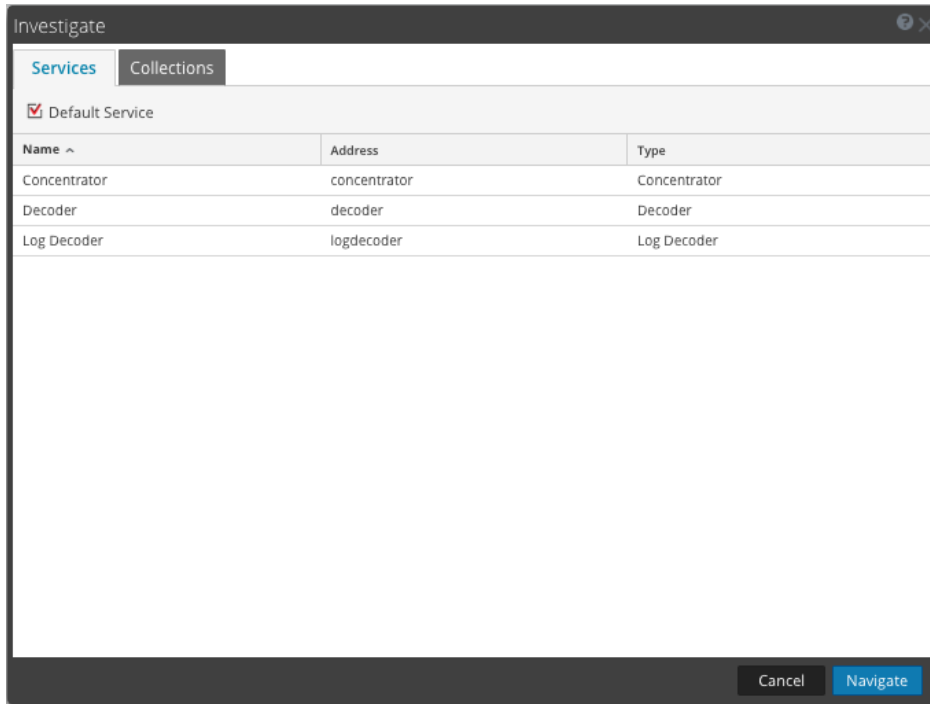 Investigate
Services Collections
Default Service
Name Address Type
Concentrator concentrator Concentrator
Decoder decoder Decoder
Log Decoder logdecoder Log Decoder
Cancel Navigate